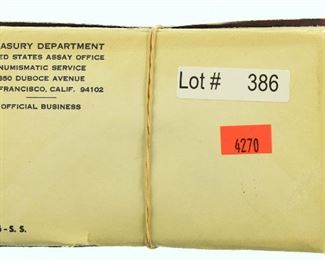 ASURY DEPARTMENT
ED STATES ASSAY OFFICE
NUMISMATIC SERVICE
350 DUBOCE AVENUE
FRANCISCO, CALIF. 94102
OFFICIAL BUSINESS
Lot # 386
4270
-S.S.